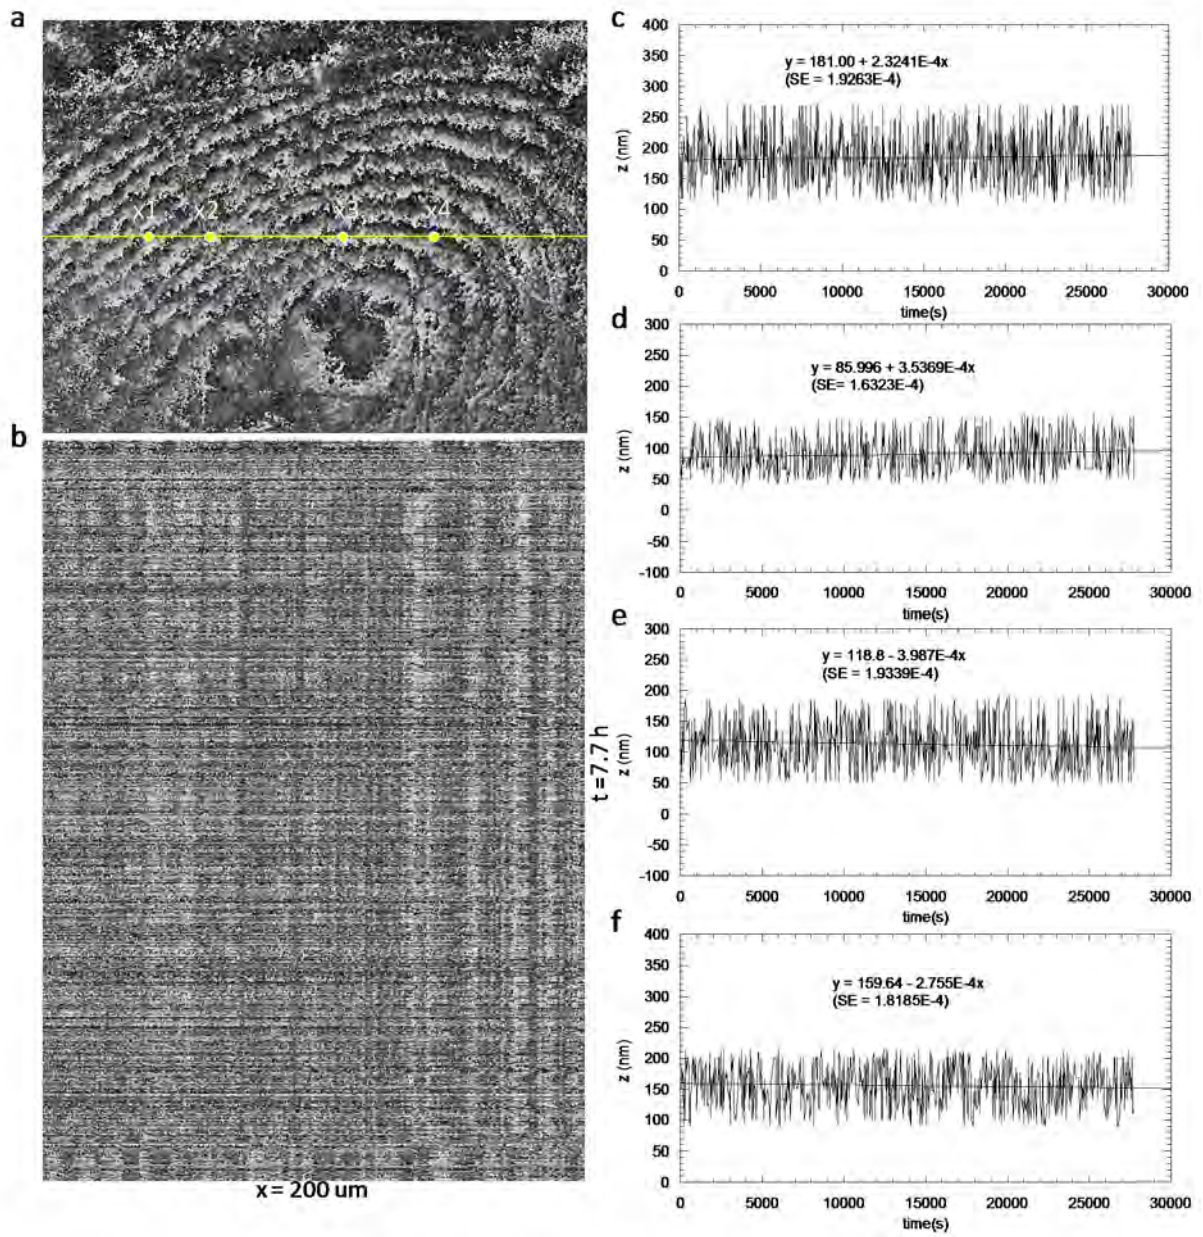 a
x1
x2
x3
x4
b
t = 7.7 h
x = 200 um
c
y = 181.00 + 2.3241E-4x
(SE = 1.9263E-4)
z (nm)
400
350
300
250
200
150
100
50
0
0 5000 10000 15000 20000 25000 30000
time(s)
d
y = 85.996 + 3.5369E-4x
(SE= 1.6323E-4)
z (nm)
300
250
200
150
100
50
0
-50
-100
0 5000 10000 15000 20000 25000 30000
time(s)
e
y = 118.8 - 3.987E-4x
(SE = 1.9339E-4)
z (nm)
300
250
200
150
100
50
0
-50
-100
0 5000 10000 15000 20000 25000 30000
time(s)
f
y = 159.64 - 2.755E-4x
(SE = 1.8185E-4)
z (nm)
400
350
300
250
200
150
100
50
0
0 5000 10000 15000 20000 25000 30000
time(s)